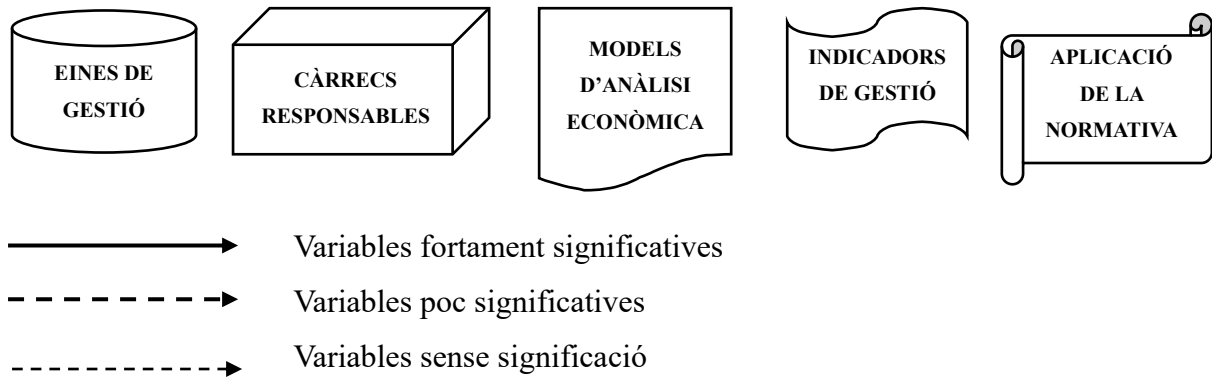 EINES DE
GESTIÓ
CÀRRECS
RESPONSABLES
MODELS
D’ANÀLISI
ECONÒMICA
INDICADORS
DE GESTIÓ
APLICACIÓ
DE LA
NORMATIVA
Variables fortament significatives
Variables poc significatives
Variables sense significació